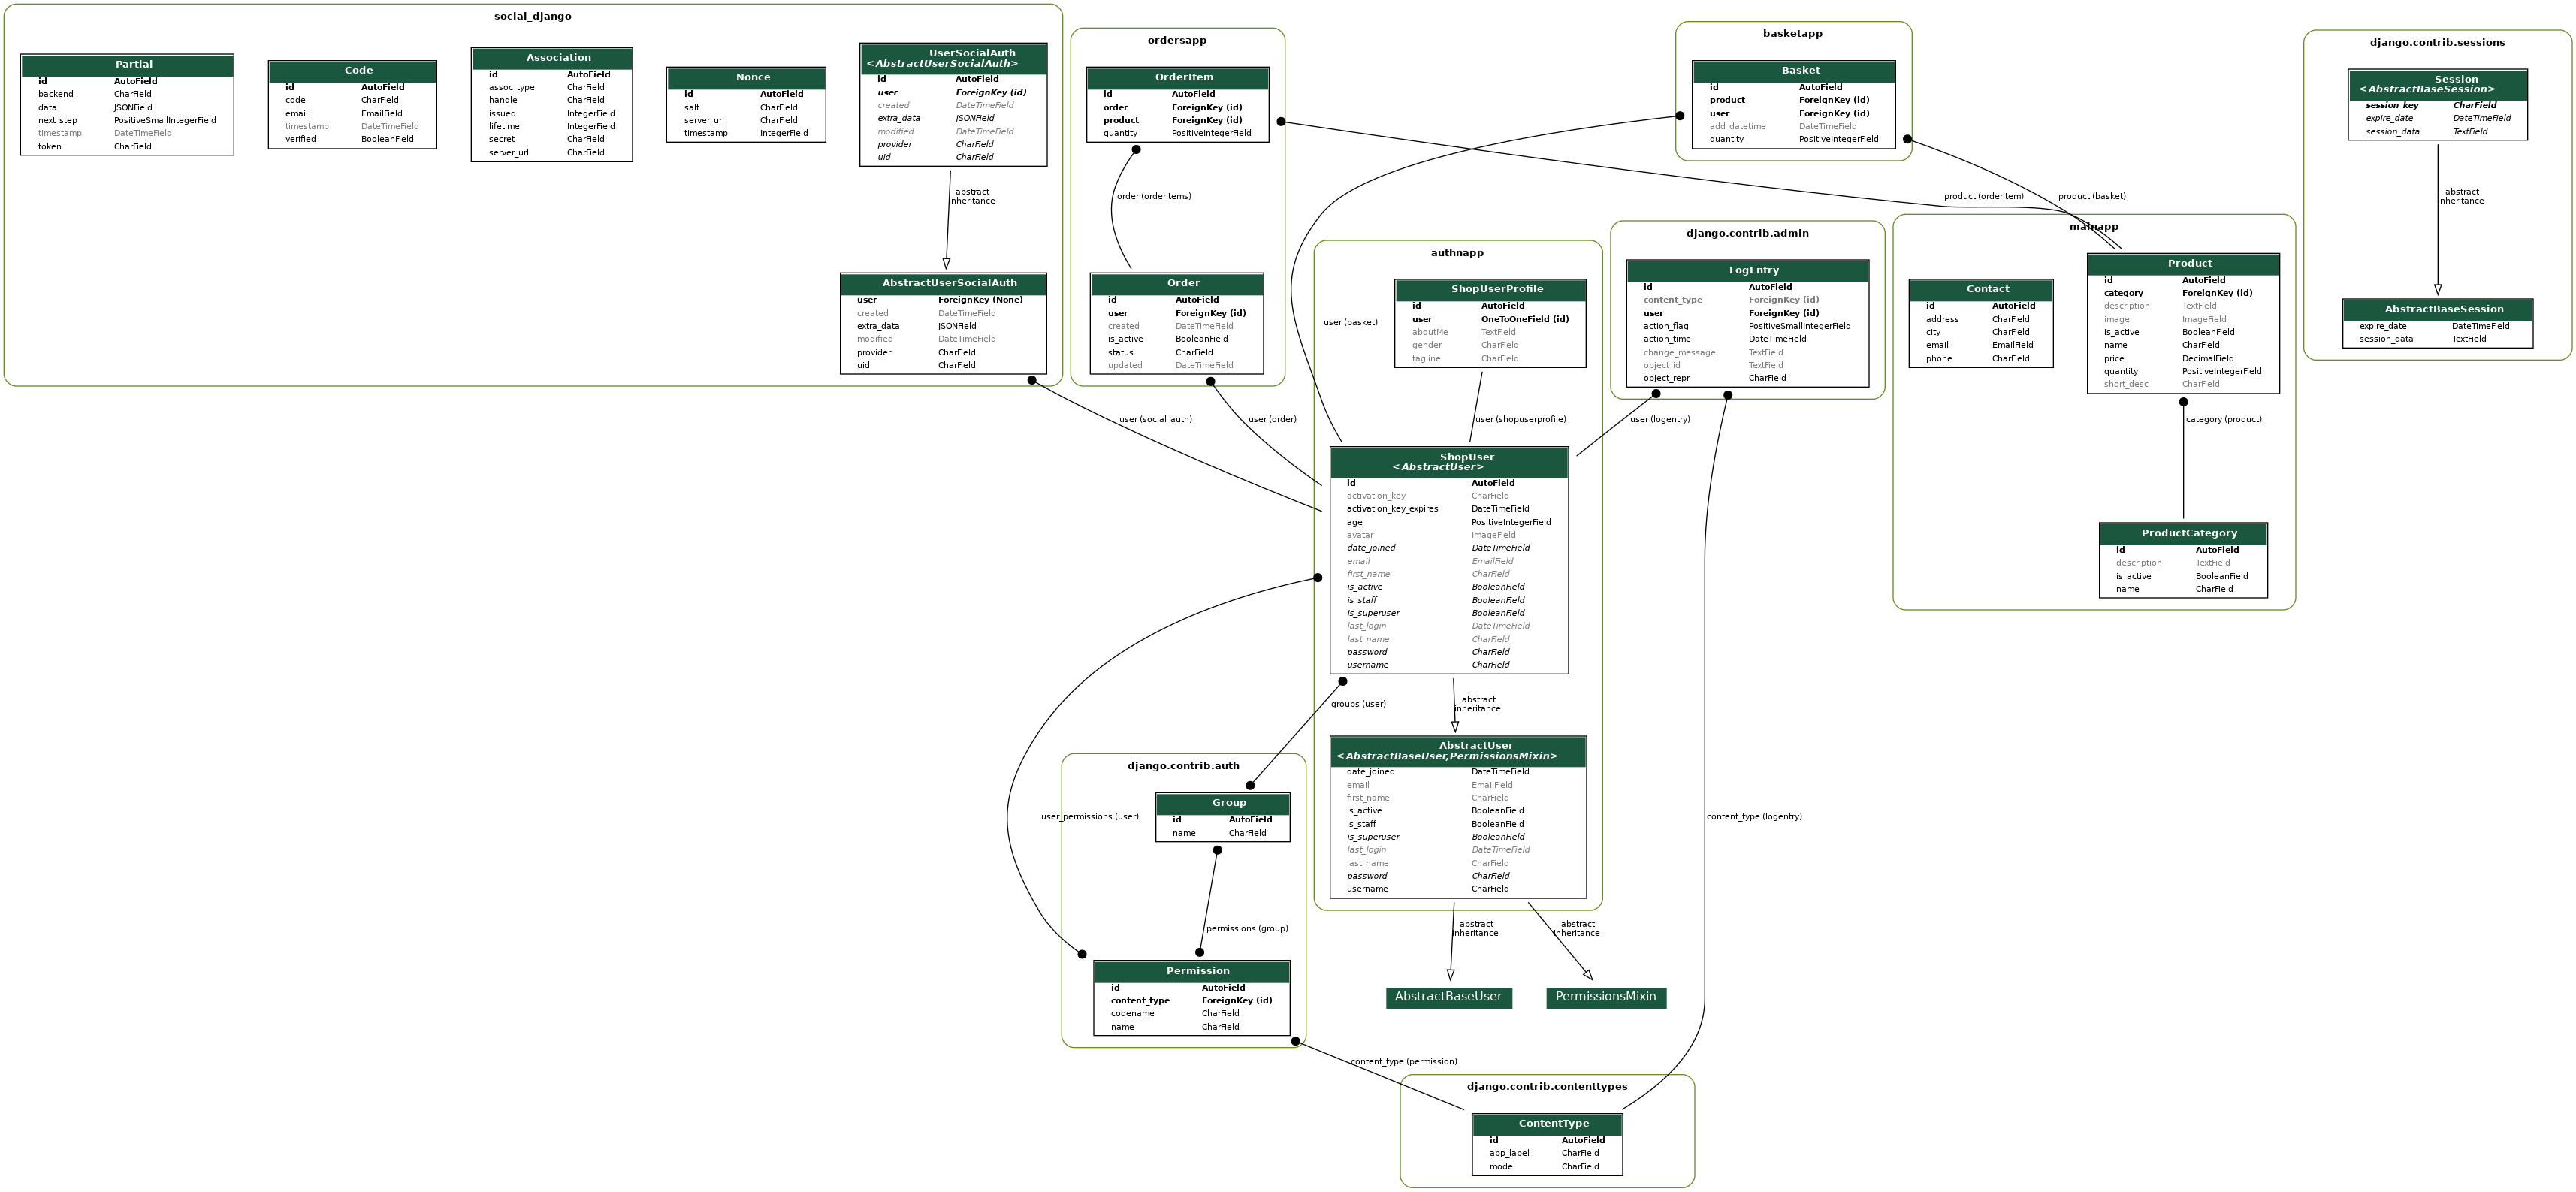 social_django
Partial
id AutoField
backend CharField
data JSONField
next_step PositiveSmallIntegerField
timestamp DateTimeField
token CharField
Code
id AutoField
code CharField
email EmailField
timestamp DateTimeField
verified BooleanField
Association
id AutoField
assoc_type CharField
handle CharField
issued IntegerField
lifetime IntegerField
secret CharField
server_url CharField
Nonce
id AutoField
salt CharField
server_url CharField
timestamp IntegerField
UserSocialAuth
<AbstractUserSocialAuth>
id AutoField
user ForeignKey (id)
created DateTimeField
extra_data JSONField
modified DateTimeField
provider CharField
uid CharField
abstract
inheritance
AbstractUserSocialAuth
user ForeignKey (None)
created DateTimeField
extra_data JSONField
modified DateTimeField
provider CharField
uid CharField
user (social_auth)
ordersapp
OrderItem
id AutoField
order ForeignKey (id)
product ForeignKey (id)
quantity PositiveIntegerField
order (orderitems)
Order
id AutoField
user ForeignKey (id)
created DateTimeField
is_active BooleanField
status CharField
updated DateTimeField
user (order)
basketapp
Basket
id AutoField
product ForeignKey (id)
user ForeignKey (id)
add_datetime DateTimeField
quantity PositiveIntegerField
product (orderitem)
product (basket)
user (basket)
django.contrib.sessions
Session
<AbstractBaseSession>
session_key CharField
expire_date DateTimeField
session_data TextField
abstract
inheritance
AbstractBaseSession
expire_date DateTimeField
session_data TextField
authnapp
ShopUserProfile
id AutoField
user OneToOneField (id)
aboutMe TextField
gender CharField
tagline CharField
user (shopuserprofile)
django.contrib.admin
LogEntry
id AutoField
content_type ForeignKey (id)
user ForeignKey (id)
action_flag PositiveSmallIntegerField
action_time DateTimeField
change_message TextField
object_id TextField
object_repr CharField
user (logentry)
mainapp
Contact
id AutoField
address CharField
city CharField
email EmailField
phone CharField
Product
id AutoField
category ForeignKey (id)
description TextField
image ImageField
is_active BooleanField
name CharField
price DecimalField
quantity PositiveIntegerField
short_desc CharField
category (product)
ProductCategory
id AutoField
description TextField
is_active BooleanField
name CharField
ShopUser
<AbstractUser>
id AutoField
activation_key CharField
activation_key_expires DateTimeField
age PositiveIntegerField
avatar ImageField
date_joined DateTimeField
email EmailField
first_name CharField
is_active BooleanField
is_staff BooleanField
is_superuser BooleanField
last_login DateTimeField
last_name CharField
password CharField
username CharField
groups (user)
abstract
inheritance
AbstractUser
<AbstractBaseUser,PermissionsMixin>
date_joined DateTimeField
email EmailField
first_name CharField
is_active BooleanField
is_staff BooleanField
is_superuser BooleanField
last_login DateTimeField
last_name CharField
password CharField
username CharField
abstract
inheritance
abstract
inheritance
AbstractBaseUser
PermissionsMixin
django.contrib.auth
Group
id AutoField
name CharField
user_permissions (user)
permissions (group)
Permission
id AutoField
content_type ForeignKey (id)
codename CharField
name CharField
content_type (logentry)
content_type (permission)
django.contrib.contenttypes
ContentType
id AutoField
app_label CharField
model CharField